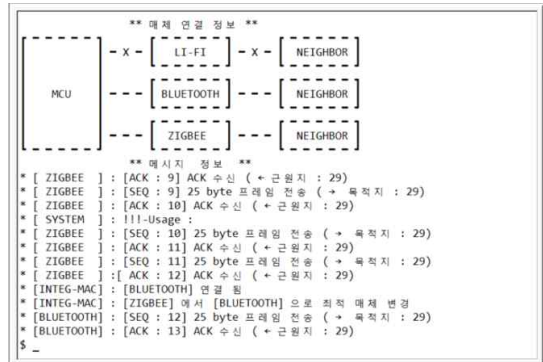 ** 매체 연결 정보 **
- X - [ LI-FI ] - X - [ NEIGHBOR ]
MCU - - - [ BLUETOOTH ] - - - [ NEIGHBOR ]
- - - [ ZIGBEE ] - - - [ NEIGHBOR ]
** 메시지 정보 **
* [ ZIGBEE ] : [ACK : 9] ACK 수신 ( ← 근원지 : 29)
* [ ZIGBEE ] : [SEQ : 9] 25 byte 프레임 전송 ( → 목적지 : 29)
* [ ZIGBEE ] : [ACK : 10] ACK 수신 ( ← 근원지 : 29)
* [ SYSTEM ] : !!!-Usage :
* [ ZIGBEE ] : [SEQ : 10] 25 byte 프레임 전송 ( → 목적지 : 29)
* [ ZIGBEE ] : [ACK : 11] ACK 수신 ( ← 근원지 : 29)
* [ ZIGBEE ] : [SEQ : 11] 25 byte 프레임 전송 ( → 목적지 : 29)
* [ ZIGBEE ] :[ ACK : 12] ACK 수신 ( ← 근원지 : 29)
* [INTEG-MAC] : [BLUETOOTH] 연결 됨
* [INTEG-MAC] : [ZIGBEE] 에서 [BLUETOOTH] 으로 최적 매체 변경
* [BLUETOOTH] : [SEQ : 12] 25 byte 프레임 전송 ( → 목적지 : 29)
* [BLUETOOTH] : [ACK : 13] ACK 수신 ( ← 근원지 : 29)
$ _